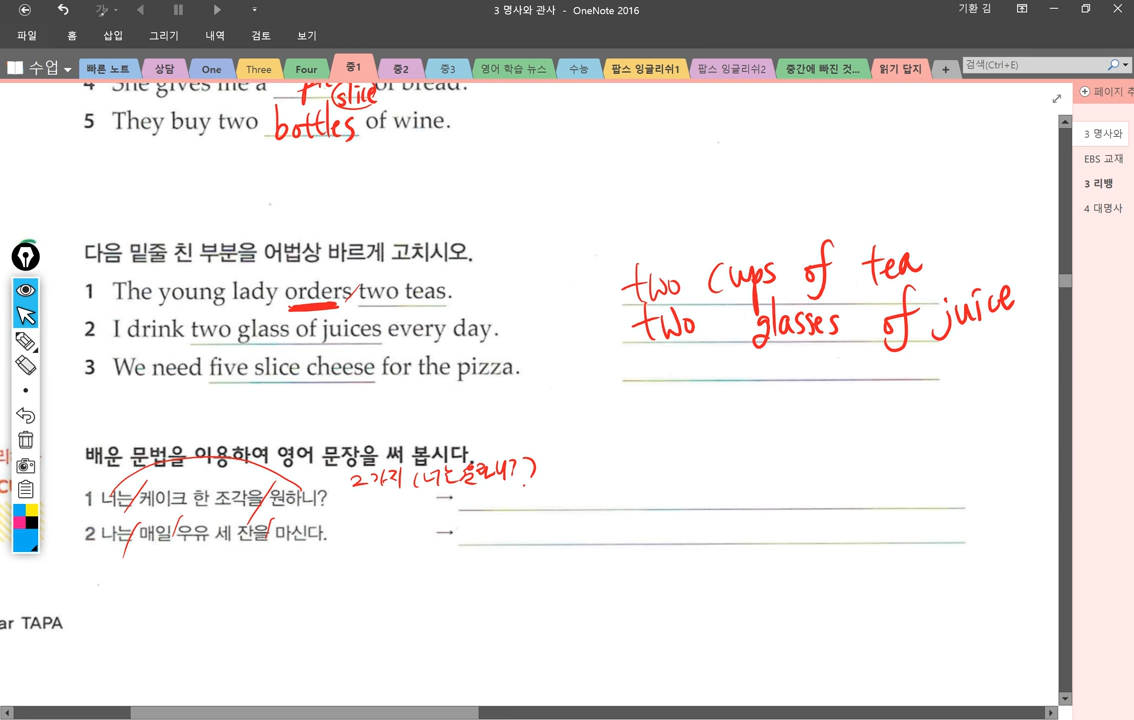 3 명사와 관사 - OneNote 2016
기환 김
파일 홈 삽입 그리기 내역 검토 보기
수업 빠른 노트 상담 One Three Four 중1 중2 중3 영어 학습 뉴스 수능 팝스 잉글리쉬1 팝스 잉글리쉬2 중간에 빠진 것... 읽기 답지 + 검색(Ctrl+E)
페이지 추
3 명사와
EBS 교재
3 리뱅
4 대명사
4 She gives me a slice of bread.
5 They buy two bottles of wine.
다음 밑줄 친 부분을 어법상 바르게 고치시오.
1 The young lady orders two teas. two cups of tea
2 I drink two glass of juices every day. two glasses of juice
3 We need five slice cheese for the pizza.
배운 문법을 이용하여 영어 문장을 써 봅시다.
2가지 (너는
1 너는 케이크 한 조각을 원하니? →
2 나는 매일 우유 세 잔을 마신다. →
ar TAPA